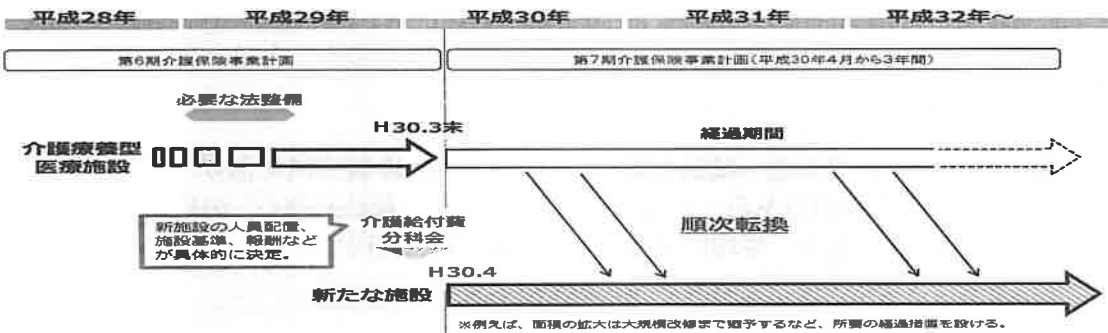 平成28年 平成29年 平成30年 平成31年 平成32年～
第6期介護保険事業計画 第7期介護保険事業計画（平成30年4月から3年間）
必要な法整備
H30.3末
経過期間
介護療養型
医療施設
新施設の人員配置、
施設基準、報酬など
が具体的に決定。
介護給付費
分科会
順次転換
H30.4
新たな施設
※例えば、面積の拡大は大規模改修まで猶予するなど、所要の経過措置を設ける。